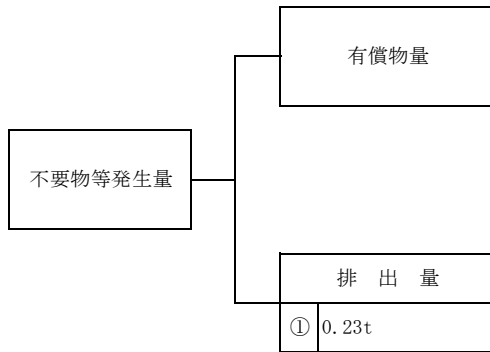 有償物量
不要物等発生量
排 出 量
① 0.23t